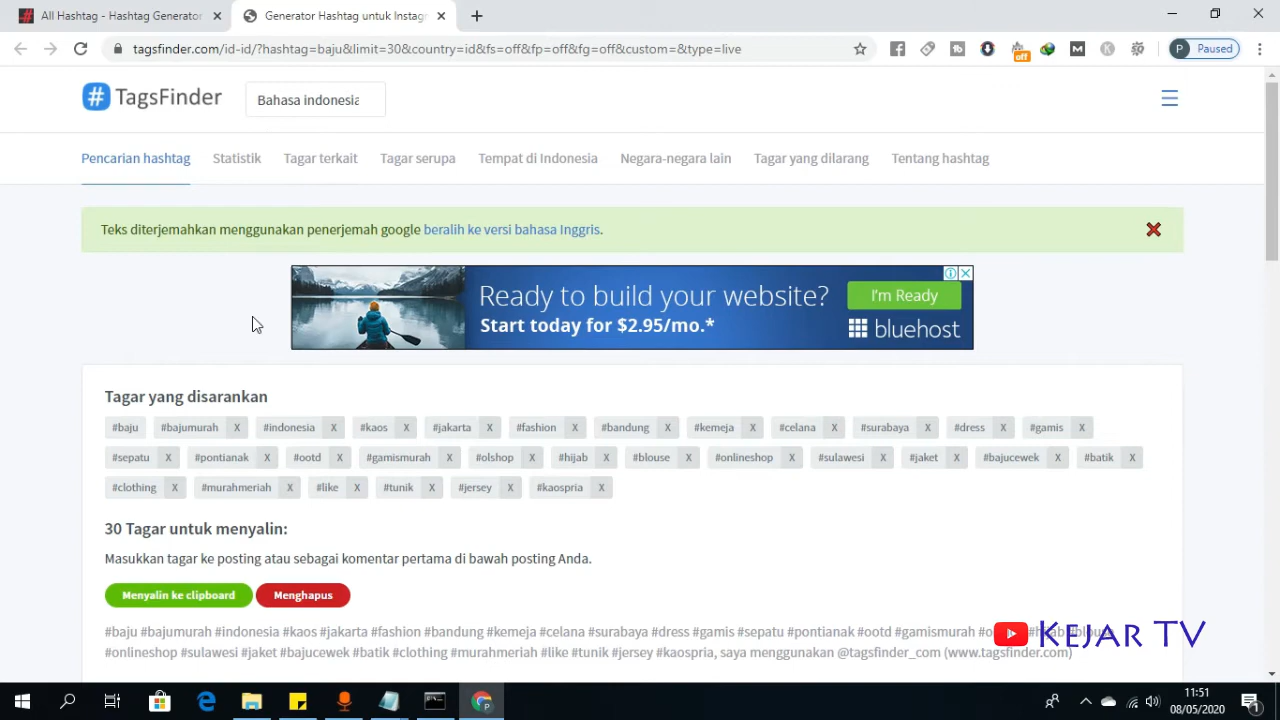 All Hashtag - Hashtag Generator
Generator Hashtag untuk Instag
tagsfinder.com/id-id/?hashtag=baju&limit=30&country=id&fs=off&fp=off&fg=off&custom=&type=live
off
P Paused
# TagsFinder
Bahasa indonesia
Pencarian hashtag Statistik Tagar terkait Tagar serupa Tempat di Indonesia Negara-negara lain Tagar yang dilarang Tentang hashtag
Teks diterjemahkan menggunakan penerjemah google beralih ke versi bahasa Inggris.
Ready to build your website?
Start today for $2.95/mo.*
I'm Ready
bluehost
Tagar yang disarankan
#baju #bajumurah X #indonesia X #kaos X #jakarta X #fashion X #bandung X #kemeja X #celana X #surabaya X #dress X #gamis X
#sepatu X #pontianak X #ootd X #gamismurah X #olshop X #hijab X #blouse X #onlineshop X #sulawesi X #jaket X #bajucewek X #batik X
#clothing X #murahmeriah X #like X #tunik X #jersey X #kaospria X
30 Tagar untuk menyalin:
Masukkan tagar ke posting atau sebagai komentar pertama di bawah posting Anda.
Menyalin ke clipboard Menghapus
#baju #bajumurah #indonesia #kaos #jakarta #fashion #bandung #kemeja #celana #surabaya #dress #gamis #sepatu #pontianak #ootd #gamismurah #blouse
#onlineshop #sulawesi #jaket #bajucewek #batik #clothing #murahmeriah #like #tunik #jersey #kaospria, saya menggunakan @tagsfinder_com (www.tagsfinder.com)
KEJAR TV
11:51
08/05/2020
1